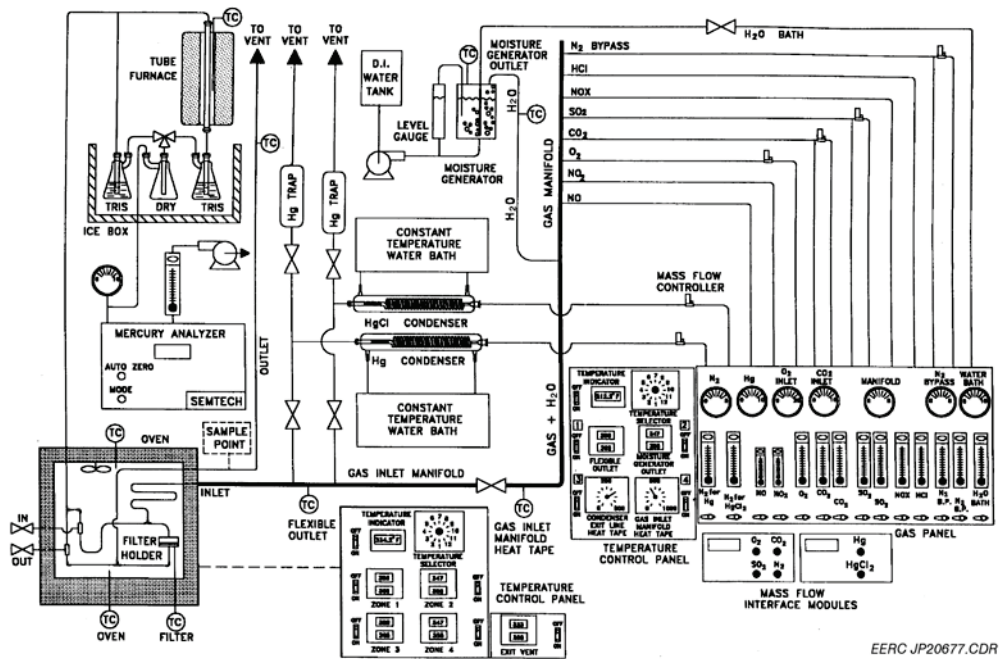 TC
TO VENT
TO VENT
TO VENT
TUBE FURNACE
TC
D.I. WATER TANK
LEVEL GAUGE
TC
MOISTURE GENERATOR OUTLET
MOISTURE GENERATOR
H₂O
TC
H₂O
GAS MANIFOLD
H₂O BATH
N₂ BYPASS
HCl
NOX
SO₂
CO₂
O₂
NO₂
NO
TRIS
DRY
TRIS
ICE BOX
Hg TRAP
Hg TRAP
CONSTANT TEMPERATURE WATER BATH
HgCl CONDENSER
Hg CONDENSER
CONSTANT TEMPERATURE WATER BATH
MASS FLOW CONTROLLER
MERCURY ANALYZER
AUTO ZERO
MODE
SEMTECH
OUTLET
SAMPLE POINT
TC
OVEN
INLET
IN
OUT
FILTER HOLDER
TC
OVEN
TC
FILTER
GAS INLET MANIFOLD
GAS + H₂O
TC
FLEXIBLE OUTLET
TC
GAS INLET MANIFOLD HEAT TAPE
TEMPERATURE INDICATOR
OFF
ON
TEMPERATURE SELECTOR
ZONE 1
ZONE 2
ZONE 3
ZONE 4
TEMPERATURE CONTROL PANEL
EXIT VENT
TEMPERATURE INDICATOR
OFF
ON
TEMPERATURE SELECTOR
1
FLEXIBLE OUTLET
MOISTURE GENERATOR OUTLET
2
3
CONDENSER EXIT LINE HEAT TAPE
GAS INLET MANIFOLD HEAT TAPE
4
TEMPERATURE CONTROL PANEL
N₂
Hg
O₂ INLET
CO₂ INLET
MANIFOLD
N₂ BYPASS
WATER BATH
N₂ for Hg
N₂ for HgCl₂
NO
NO₂
O₂
CO₂
CO₂
SO₂
SO₂
NOX
HCl
N₂ B.P.
N₂ B.P.
H₂O BATH
GAS PANEL
O₂
CO₂
SO₂
N₂
Hg
HgCl₂
MASS FLOW INTERFACE MODULES
EERC JP20677.CDR